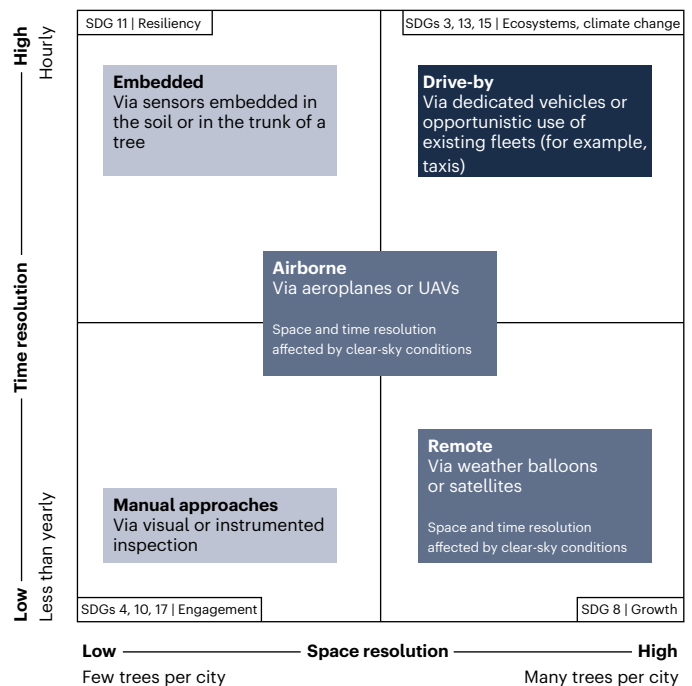 SDG 11 | Resiliency
SDGs 3, 13, 15 | Ecosystems, climate change
High
Hourly
Embedded
Via sensors embedded in
the soil or in the trunk of a
tree
Drive-by
Via dedicated vehicles or
opportunistic use of
existing fleets (for example,
taxis)
Time resolution
Airborne
Via aeroplanes or UAVs
Space and time resolution
affected by clear-sky conditions
Remote
Via weather balloons
or satellites
Space and time resolution
affected by clear-sky conditions
Manual approaches
Via visual or instrumented
inspection
Low
Less than yearly
SDGs 4, 10, 17 | Engagement
SDG 8 | Growth
Low
Space resolution
High
Few trees per city
Many trees per city